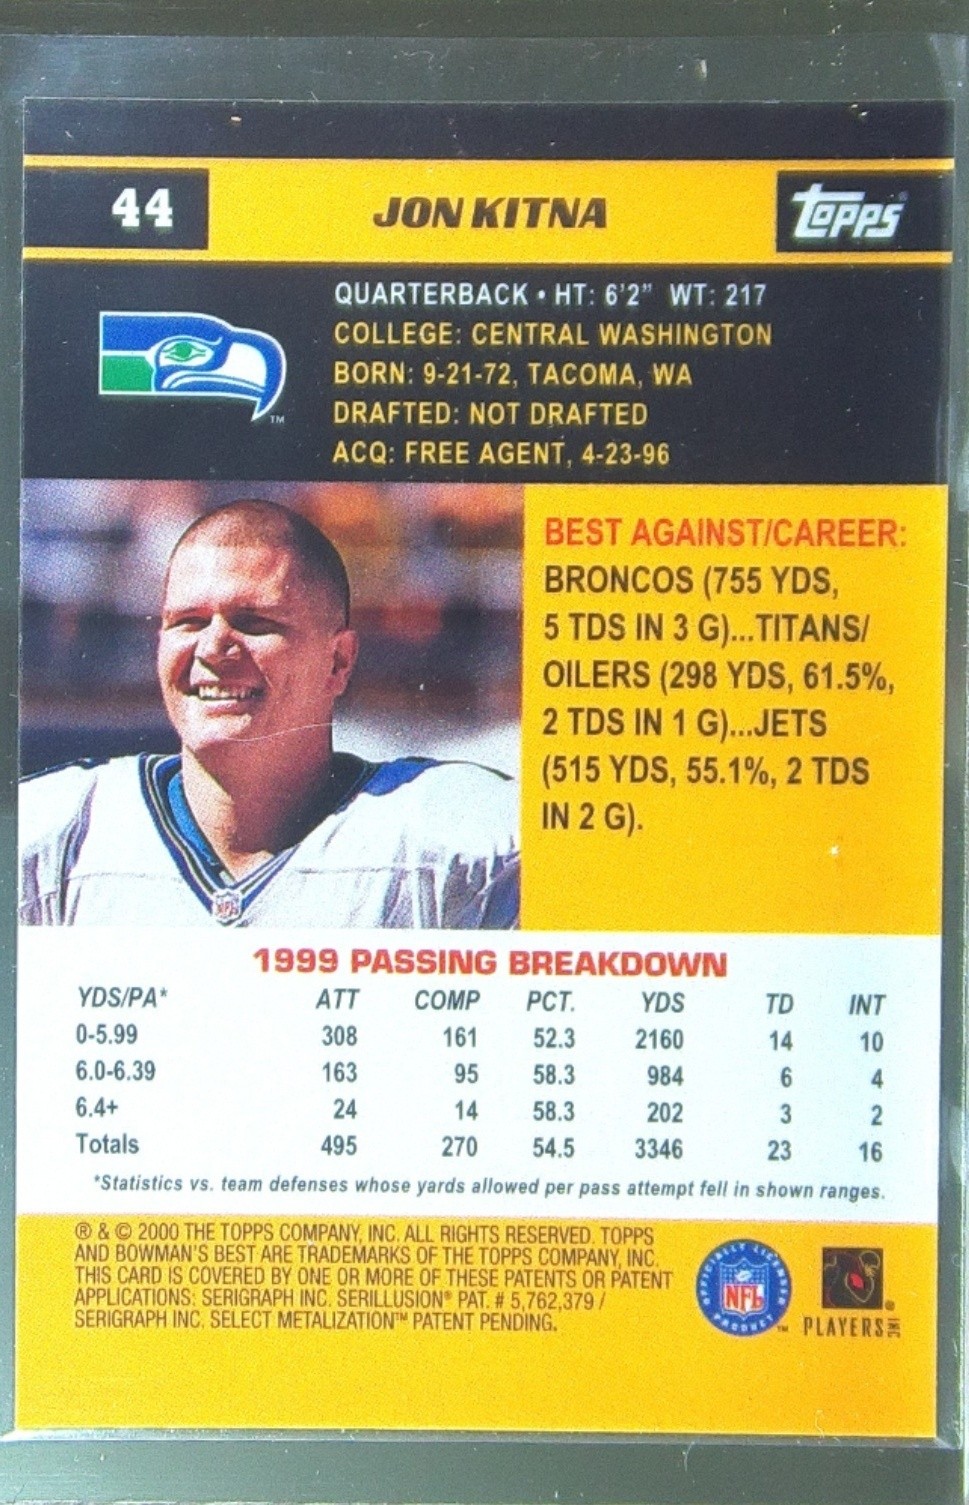 44 JON KITNA TOPPS®
QUARTERBACK • HT: 6'2" WT: 217
COLLEGE: CENTRAL WASHINGTON
BORN: 9-21-72, TACOMA, WA
DRAFTED: NOT DRAFTED
ACQ: FREE AGENT, 4-23-96
TM
BEST AGAINST/CAREER:
BRONCOS (755 YDS,
5 TDS IN 3 G)...TITANS/
OILERS (298 YDS, 61.5%,
2 TDS IN 1 G)...JETS
(515 YDS, 55.1%, 2 TDS
IN 2 G).
NFL
1999 PASSING BREAKDOWN
YDS/PA* ATT COMP PCT. YDS TD INT
0-5.99 308 161 52.3 2160 14 10
6.0-6.39 163 95 58.3 984 6 4
6.4+ 24 14 58.3 202 3 2
Totals 495 270 54.5 3346 23 16
*Statistics vs. team defenses whose yards allowed per pass attempt fell in shown ranges.
® & © 2000 THE TOPPS COMPANY, INC. ALL RIGHTS RESERVED. TOPPS
AND BOWMAN'S BEST ARE TRADEMARKS OF THE TOPPS COMPANY, INC.
THIS CARD IS COVERED BY ONE OR MORE OF THESE PATENTS OR PATENT
APPLICATIONS: SERIGRAPH INC. SERILLUSION® PAT. # 5,762,379 /
SERIGRAPH INC. SELECT METALIZATION™ PATENT PENDING.
OFFICIALLY LICENSED
NFL
PRODUCT TM
PLAYERS INC ®